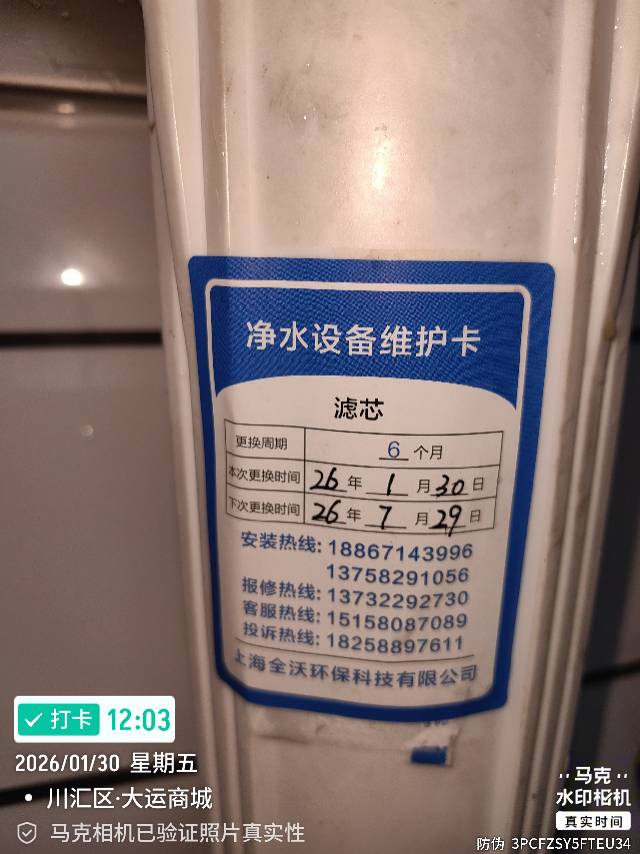 净水设备维护卡
滤芯
更换周期 6 个月
本次更换时间 26 年 1 月 30 日
下次更换时间 26 年 7 月 29 日
安装热线: 18867143996
13758291056
报修热线: 13732292730
客服热线: 15158087089
投诉热线: 18258897611
上海全沃环保科技有限公司
打卡 12:03
2026/01/30 星期五
川汇区·大运商城
马克相机已验证照片真实性
马克
水印相机
真实时间
防伪 3PCFZSY5FTEU34